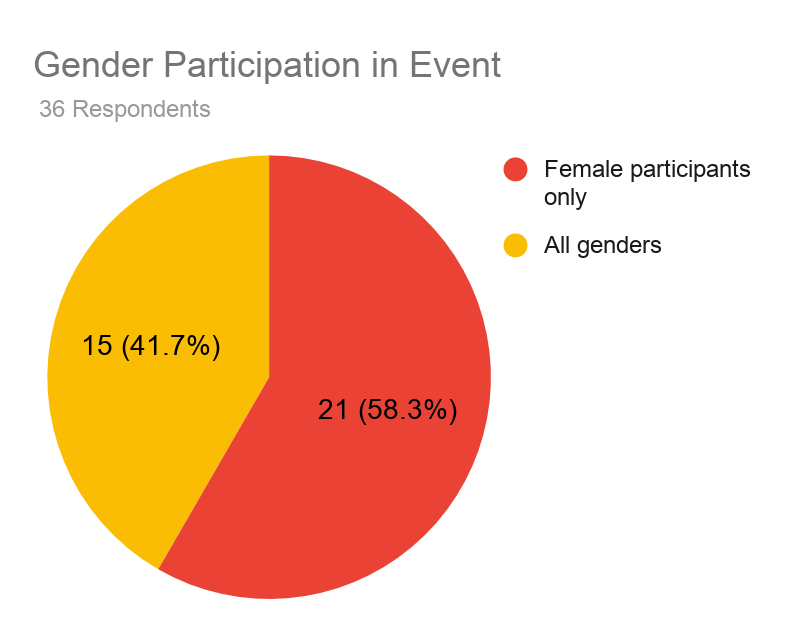 Gender Participation in Event
36 Respondents
Female participants
only
All genders
15 (41.7%)
21 (58.3%)